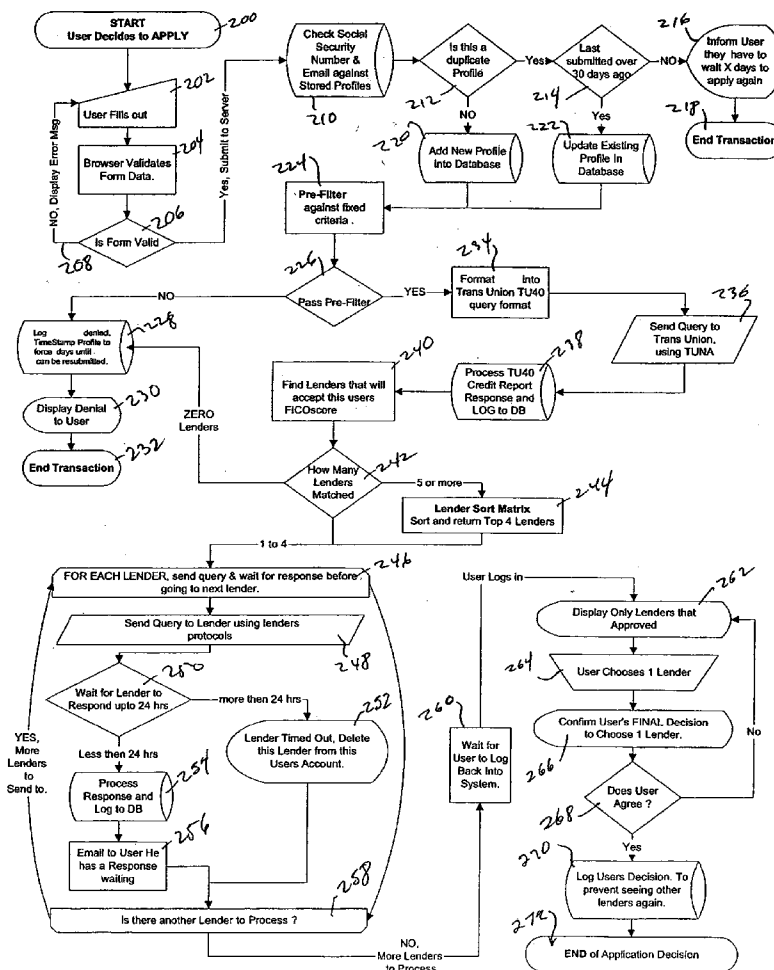 START
User Decides to APPLY
200
202
User Fills out
204
Browser Validates
Form Data.
206
Is Form Valid
208
NO, Display Error Msg
Yes, Submit to Server
Check Social
Security
Number &
Email against
Stored Profiles
210
Is this a
duplicate
Profile
212
Yes
NO
Last
submitted over
30 days ago
214
NO
Yes
216
Inform User
they have to
wait X days to
apply again
218
End Transaction
220
Add New Profile
Into Database
222
Update Existing
Profile In
Database
224
Pre-Filter
against fixed
criteria .
226
Pass Pre-Filter
NO
YES
234
Format Into
Trans Union TU40
query format
236
Send Query to
Trans Union,
using TUNA
228
Log denied,
TimeStamp Profile to
force days until
can be resubmitted.
230
Display Denial
to User
232
End Transaction
ZERO
Lenders
238
Process TU40
Credit Report
Response
and LOG to DB
240
Find Lenders that will
accept this users
FICOscore
242
How Many
Lenders
Matched
5 or more
244
Lender Sort Matrix
Sort and return Top 4 Lenders
1 to 4
246
FOR EACH LENDER, send query & wait for response before
going to next lender.
Send Query to Lender using lenders
protocols
248
250
Wait for Lender to
Respond upto 24 hrs
more then 24 hrs
252
Lender Timed Out, Delete
this Lender from this
Users Account.
Less then 24 hrs
254
Process
Response and
Log to DB
256
Email to User He
has a Response
waiting
YES,
More
Lenders
to
Send to.
258
Is there another Lender to Process ?
NO,
More Lenders
to Process
260
Wait for
User to Log
Back Into
System.
User Logs in
262
Display Only Lenders that
Approved
264
User Chooses 1 Lender
Confirm User's FINAL Decision
to Choose 1 Lender.
266
No
Does User
Agree ?
268
Yes
270
Log Users Decision. To
prevent seeing other
lenders again.
272
END of Application Decision